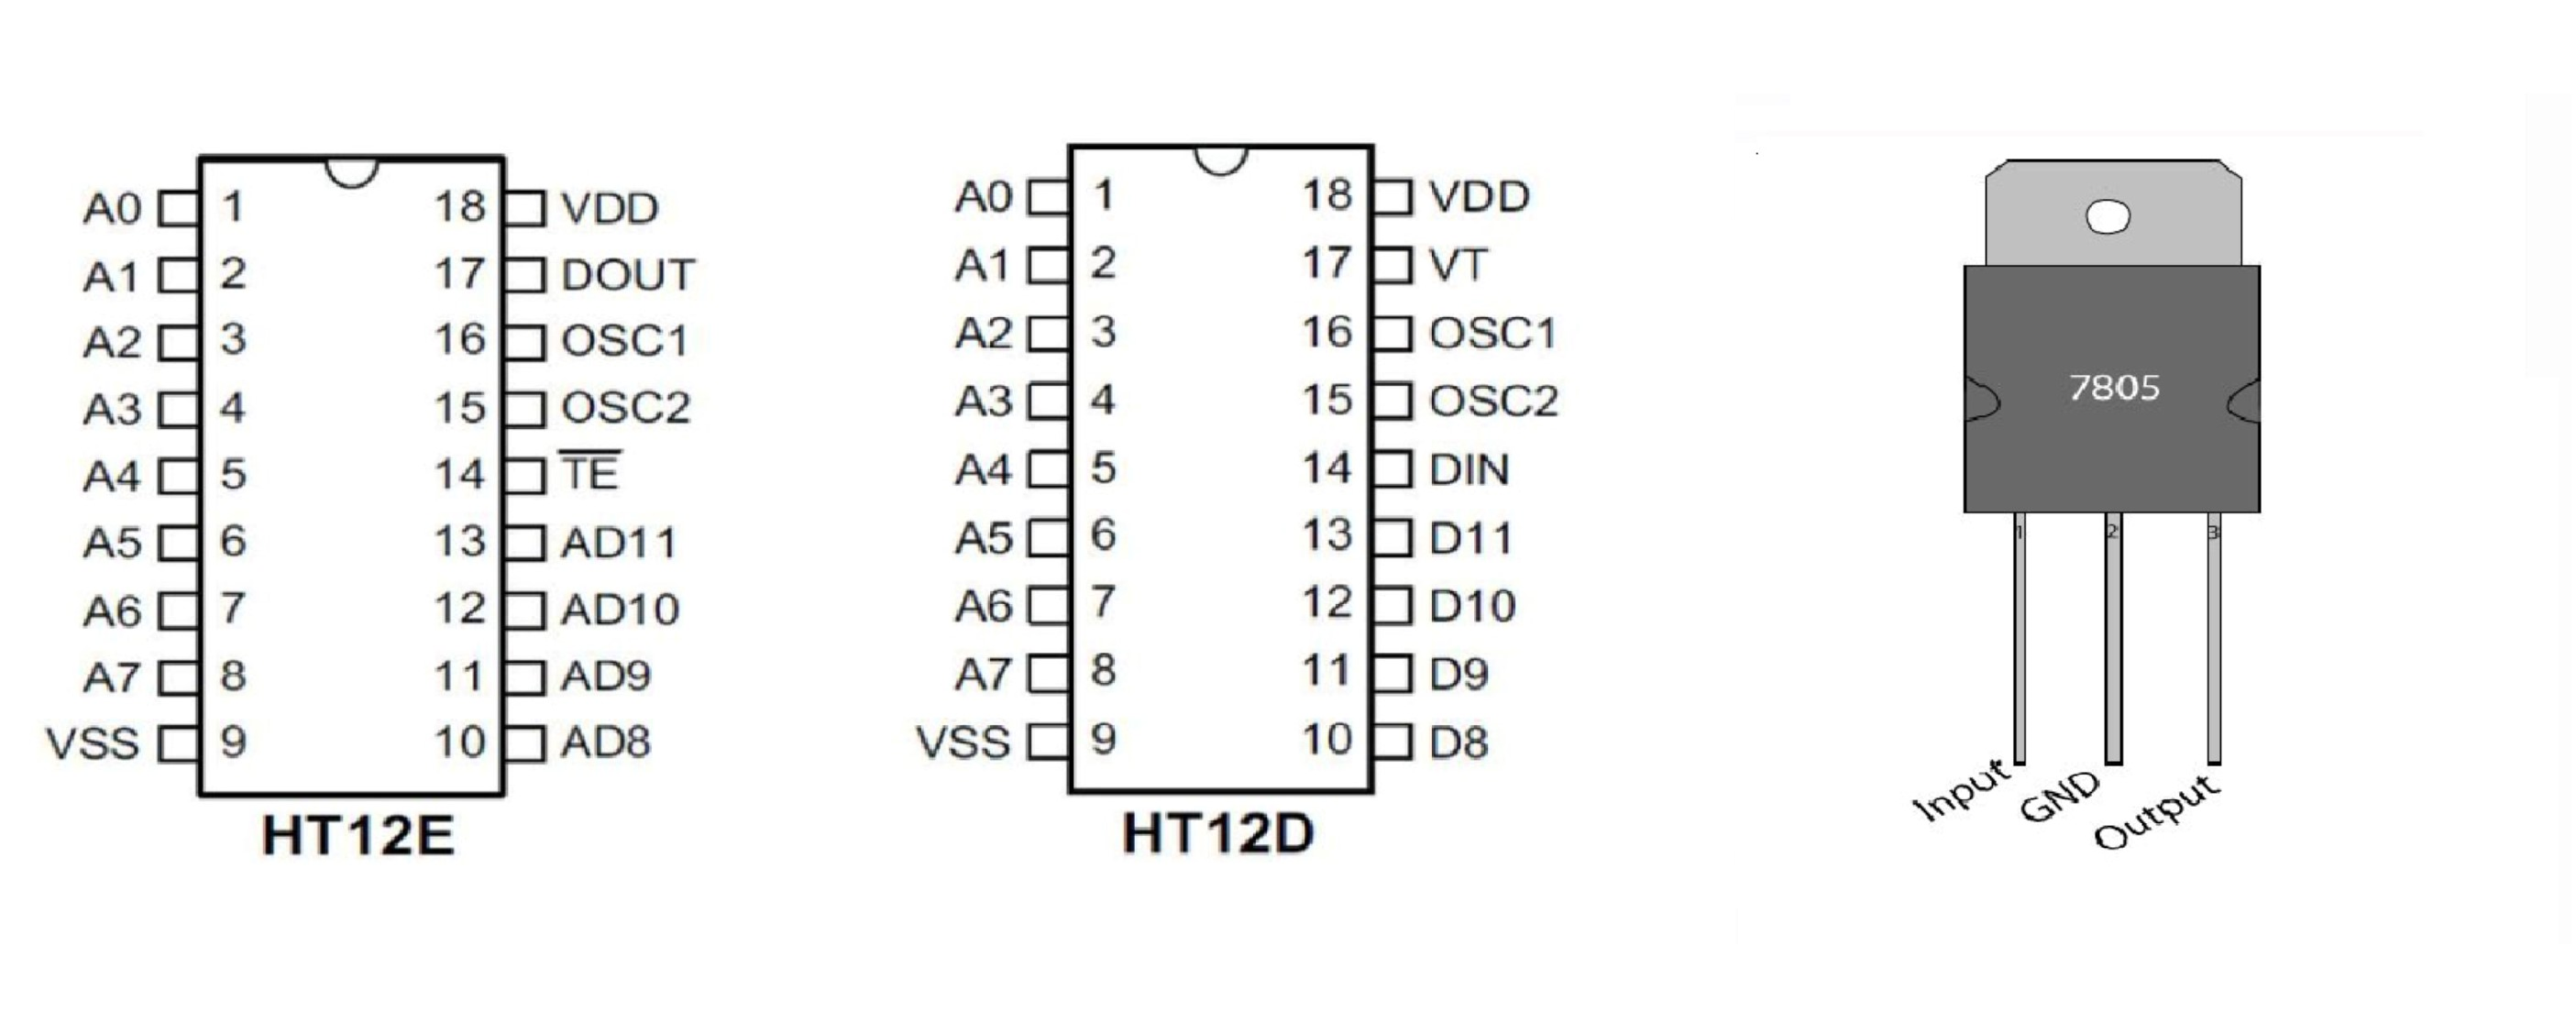 A0 1 18 VDD
A1 2 17 DOUT
A2 3 16 OSC1
A3 4 15 OSC2
A4 5 14 T̅E̅
A5 6 13 AD11
A6 7 12 AD10
A7 8 11 AD9
VSS 9 10 AD8
HT12E
A0 1 18 VDD
A1 2 17 VT
A2 3 16 OSC1
A3 4 15 OSC2
A4 5 14 DIN
A5 6 13 D11
A6 7 12 D10
A7 8 11 D9
VSS 9 10 D8
HT12D
7805
1 2 3
Input GND Output